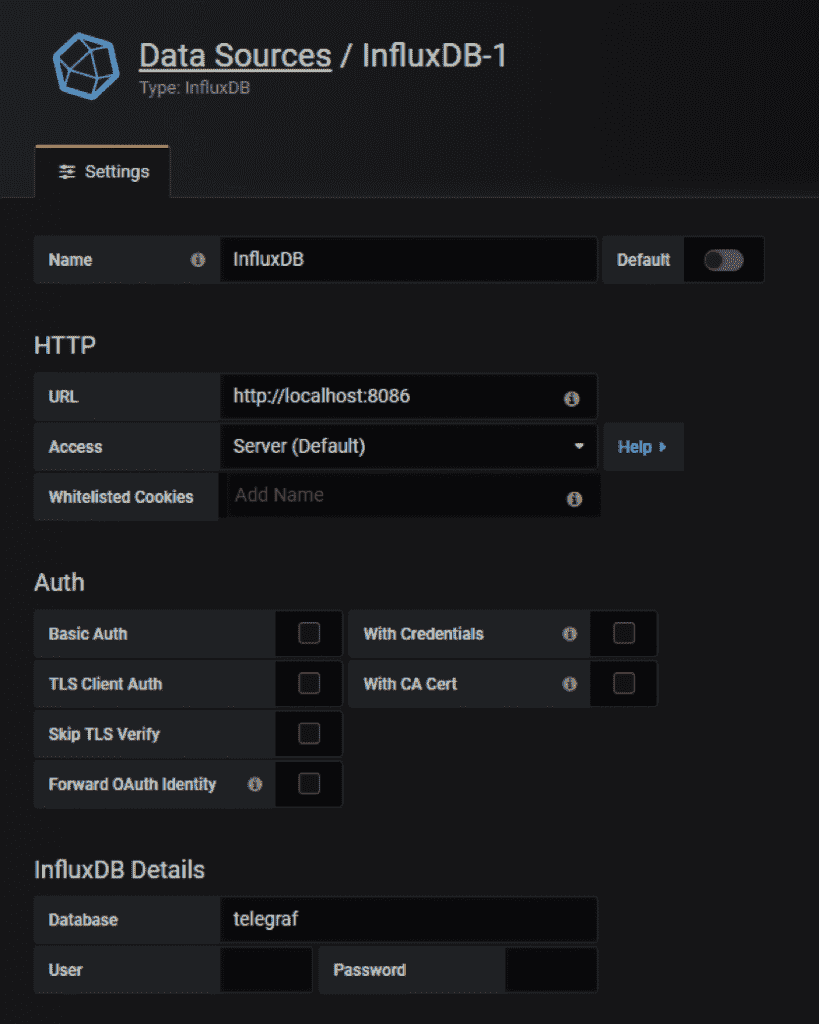 Data Sources / InfluxDB-1
Type: InfluxDB
Settings
Name InfluxDB Default
HTTP
URL http://localhost:8086
Access Server (Default) Help
Whitelisted Cookies Add Name
Auth
Basic Auth With Credentials
TLS Client Auth With CA Cert
Skip TLS Verify
Forward OAuth Identity
InfluxDB Details
Database telegraf
User Password